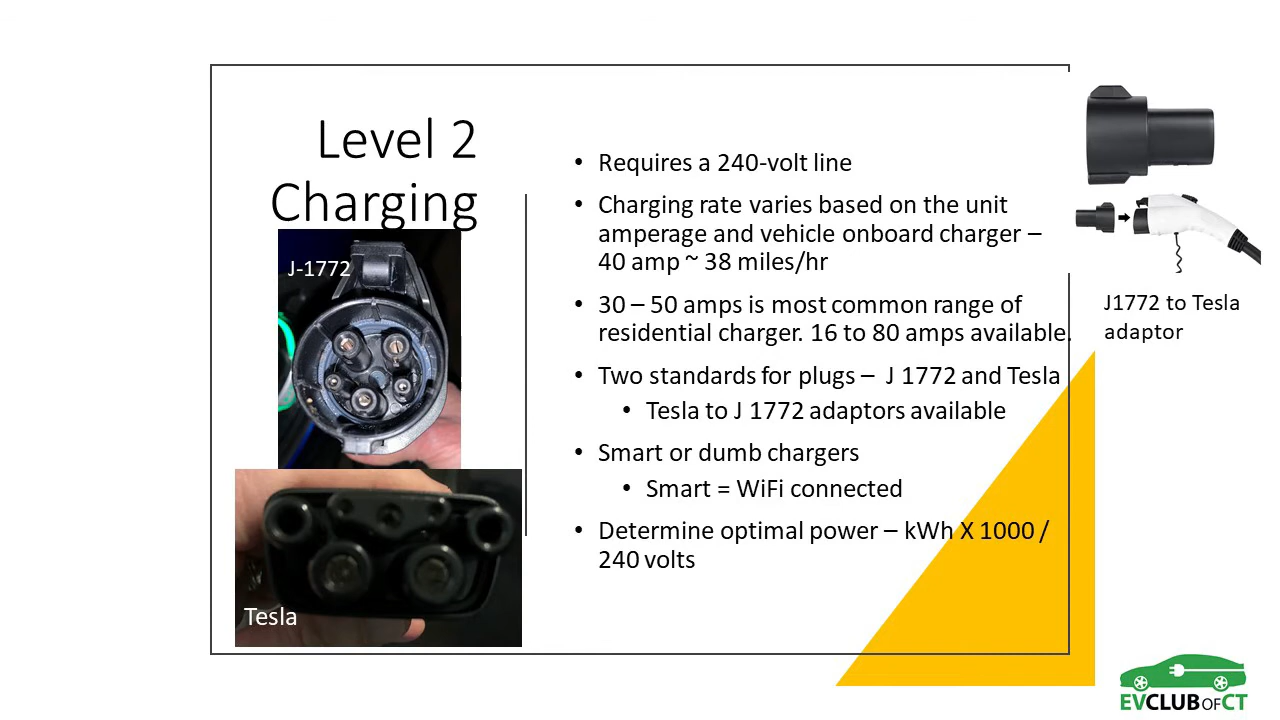 Level 2
Charging
J-1772
Tesla
• Requires a 240-volt line
• Charging rate varies based on the unit
amperage and vehicle onboard charger –
40 amp ~ 38 miles/hr
• 30 – 50 amps is most common range of
residential charger. 16 to 80 amps available.
• Two standards for plugs – J 1772 and Tesla
• Tesla to J 1772 adaptors available
• Smart or dumb chargers
• Smart = WiFi connected
• Determine optimal power – kWh X 1000 /
240 volts
J1772 to Tesla
adaptor
EVCLUBOFCT